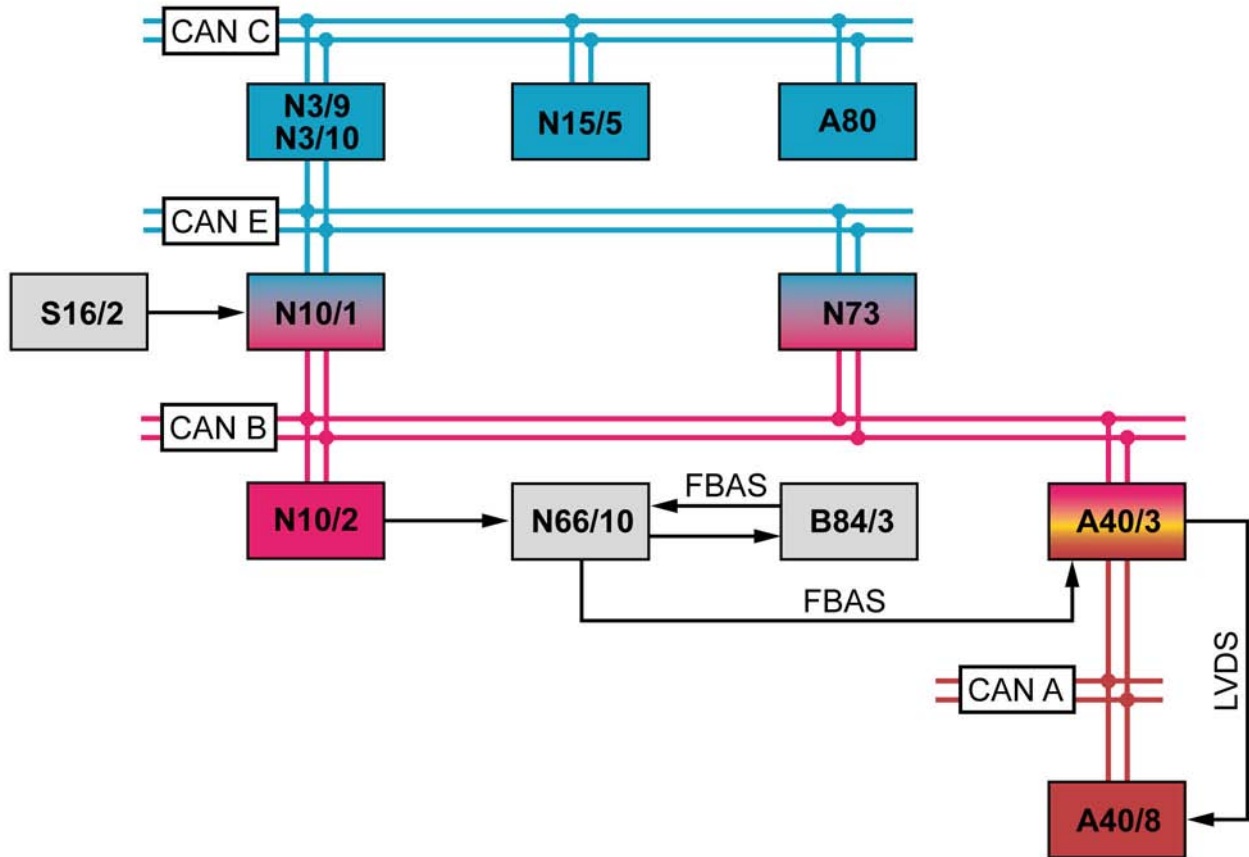 CAN C
N3/9
N3/10
N15/5
A80
CAN E
S16/2
N10/1
N73
CAN B
N10/2
N66/10
FBAS
B84/3
A40/3
FBAS
LVDS
CAN A
A40/8